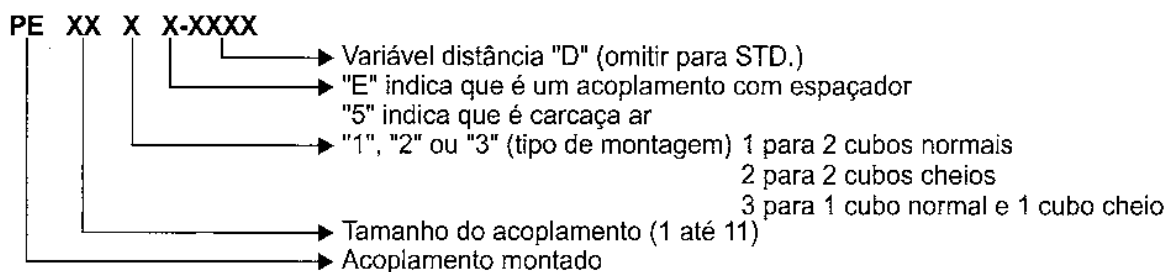 PE XX X X-XXXX
Variável distância "D" (omitir para STD.)
"E" indica que é um acoplamento com espaçador
"5" indica que é carcaça ar
"1", "2" ou "3" (tipo de montagem) 1 para 2 cubos normais
2 para 2 cubos cheios
3 para 1 cubo normal e 1 cubo cheio
Tamanho do acoplamento (1 até 11)
Acoplamento montado